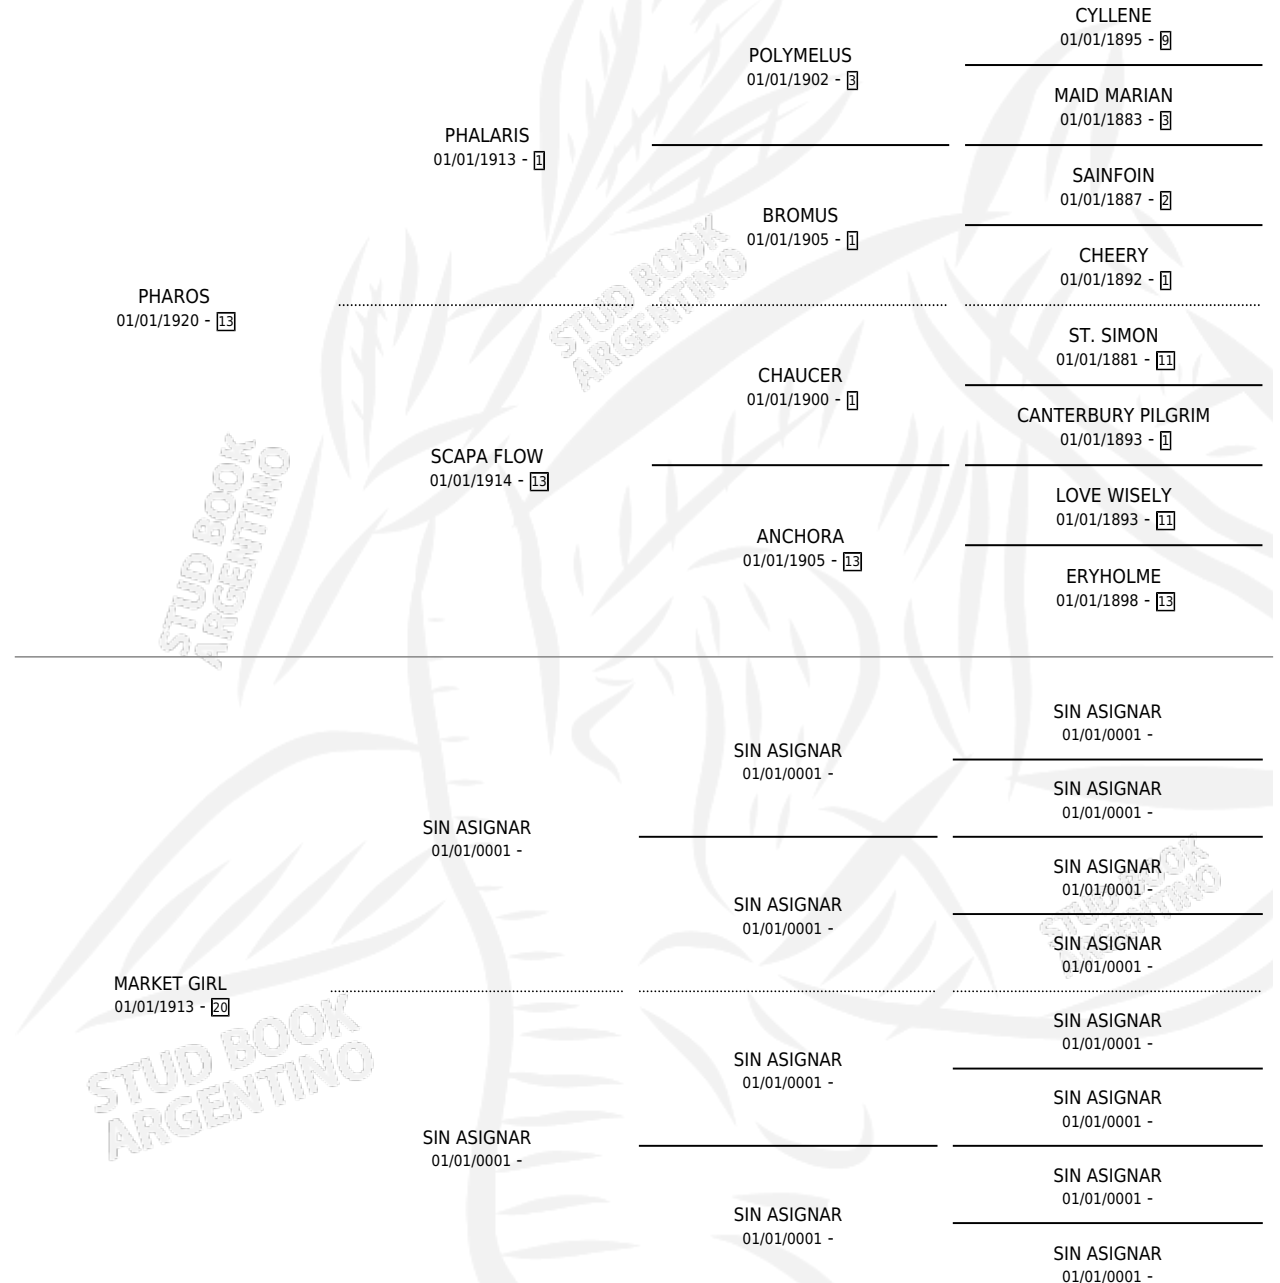 CYLLENE
01/01/1895 - 9
POLYMELUS
01/01/1902 - 3
MAID MARIAN
01/01/1883 - 3
PHALARIS
01/01/1913 - 1
SAINFOIN
01/01/1887 - 2
BROMUS
01/01/1905 - 1
CHEERY
01/01/1892 - 1
PHAROS
01/01/1920 - 13
ST. SIMON
01/01/1881 - 11
CHAUCER
01/01/1900 - 1
CANTERBURY PILGRIM
01/01/1893 - 1
SCAPA FLOW
01/01/1914 - 13
LOVE WISELY
01/01/1893 - 11
ANCHORA
01/01/1905 - 13
ERYHOLME
01/01/1898 - 13
STUD BOOK
ARGENTINO
STUD BOOK
ARGENTINO
SIN ASIGNAR
01/01/0001 -
SIN ASIGNAR
01/01/0001 -
SIN ASIGNAR
01/01/0001 -
SIN ASIGNAR
01/01/0001 -
SIN ASIGNAR
01/01/0001 -
SIN ASIGNAR
01/01/0001 -
SIN ASIGNAR
01/01/0001 -
MARKET GIRL
01/01/1913 - 20
SIN ASIGNAR
01/01/0001 -
SIN ASIGNAR
01/01/0001 -
SIN ASIGNAR
01/01/0001 -
SIN ASIGNAR
01/01/0001 -
SIN ASIGNAR
01/01/0001 -
SIN ASIGNAR
01/01/0001 -
SIN ASIGNAR
01/01/0001 -
STUD BOOK
ARGENTINO
STUD BOOK
ARGENTINO